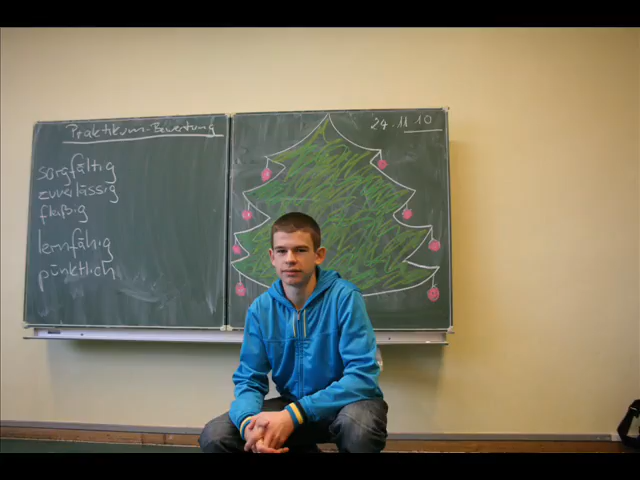 Praktikum-Bewertung
sorgfältig
zuverlässig
fleißig
lernfähig
pünktlich
24.11.10